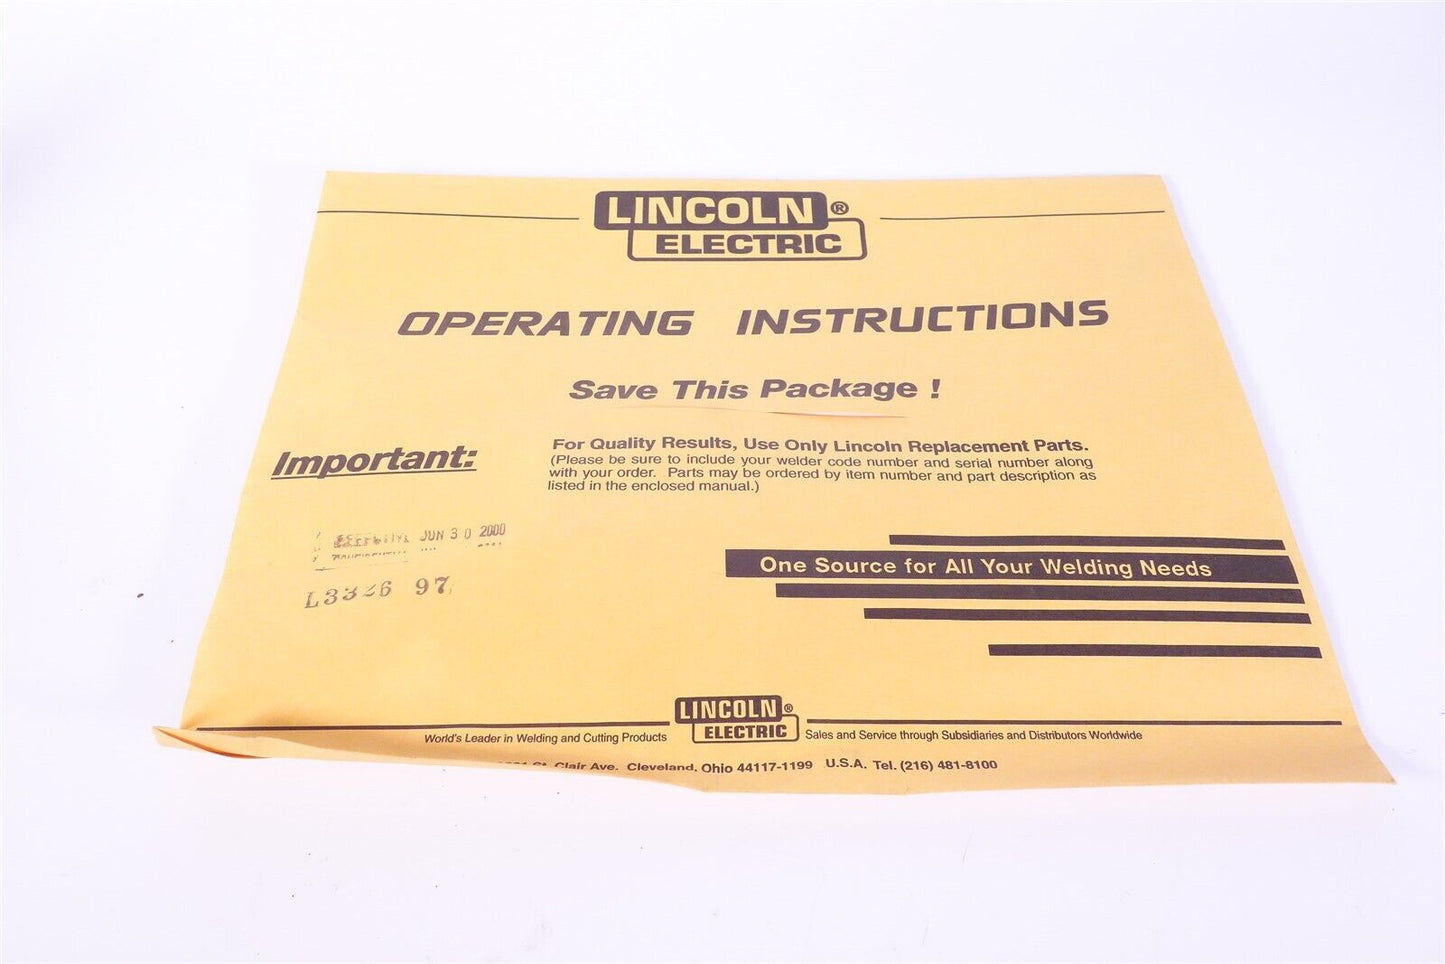 LINCOLN ®
ELECTRIC
OPERATING INSTRUCTIONS
Save This Package !
Important:
For Quality Results, Use Only Lincoln Replacement Parts.
(Please be sure to include your welder code number and serial number along
with your order. Parts may be ordered by item number and part description as
listed in the enclosed manual.)
JUN 30 2000
L3326 97
One Source for All Your Welding Needs
LINCOLN ®
ELECTRIC
World's Leader in Welding and Cutting Products
Sales and Service through Subsidiaries and Distributors Worldwide
St. Clair Ave. Cleveland, Ohio 44117-1199 U.S.A. Tel. (216) 481-8100